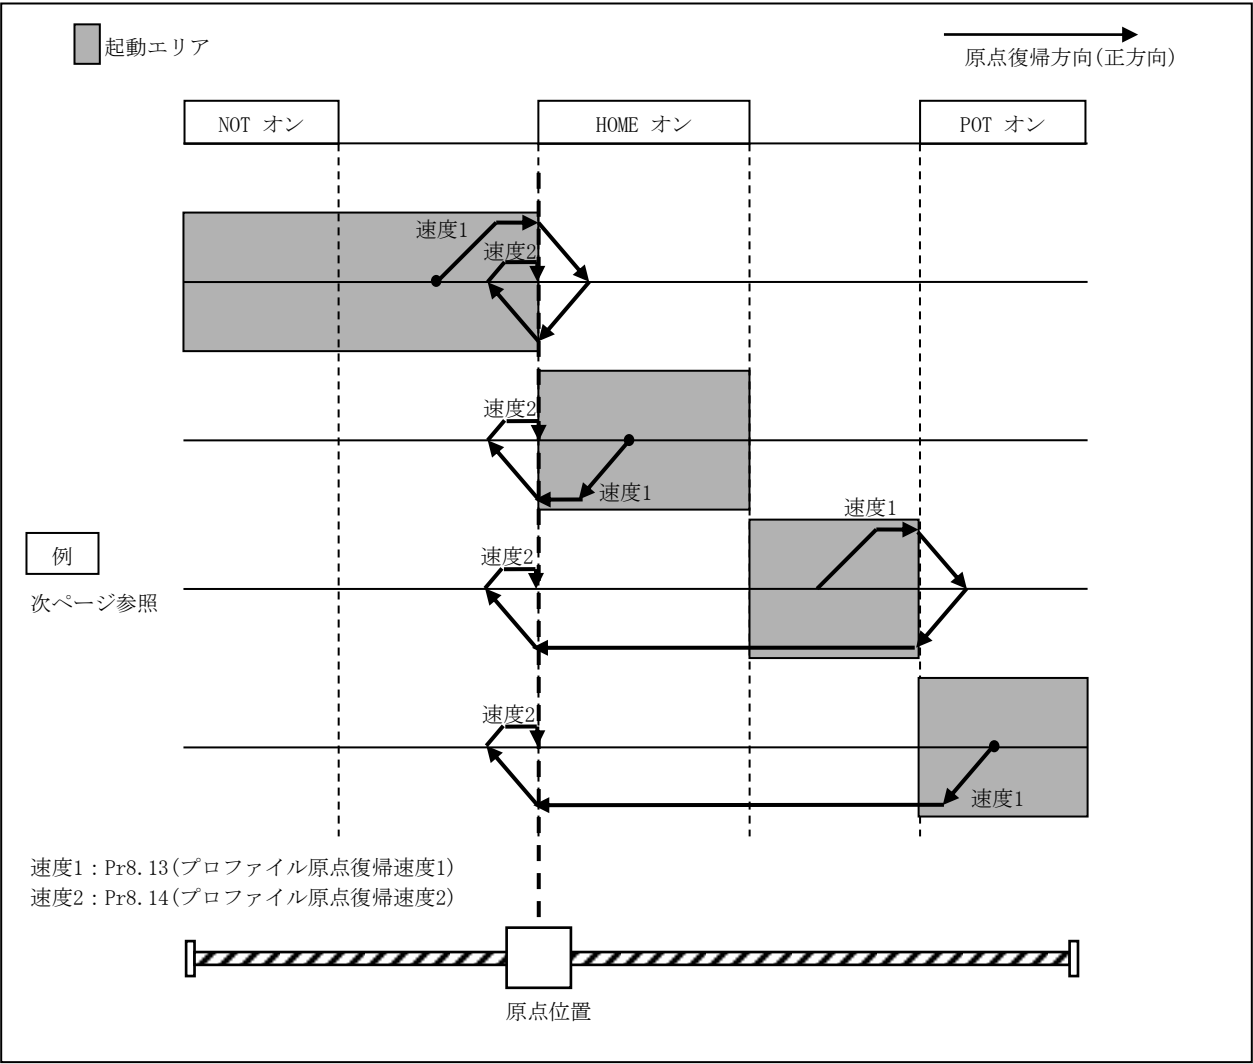 起動エリア
原点復帰方向(正方向)
NOT オン
HOME オン
POT オン
速度1
速度2
速度2
速度1
速度1
速度2
例
次ページ参照
速度2
速度1
速度1：Pr8.13(プロファイル原点復帰速度1)
速度2：Pr8.14(プロファイル原点復帰速度2)
原点位置